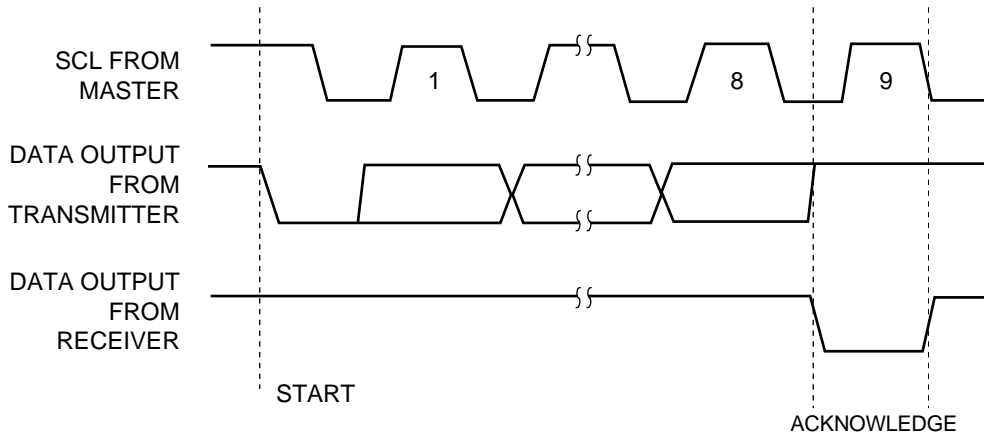 SCL FROM
MASTER
1
8
9
DATA OUTPUT
FROM
TRANSMITTER
DATA OUTPUT
FROM
RECEIVER
START
ACKNOWLEDGE